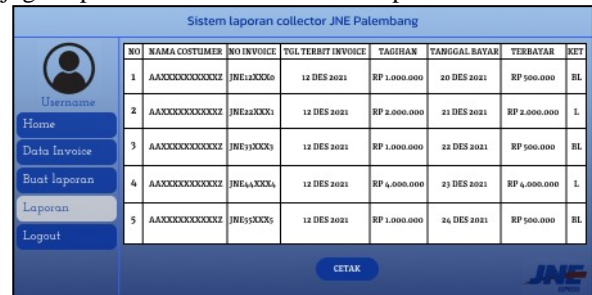 Sistem laporan collector JNE Palembang
Username
Home
Data Invoice
Buat laporan
Laporan
Logout
NO NAMA COSTUMER NO INVOICE TGL TERBIT INVOICE TAGIHAN TANGGAL BAYAR TERBAYAR KET
1 AAXXXXXXXXXXZ JNE12XXX0 12 DES 2021 RP 1.000.000 20 DES 2021 RP 500.000 BL
2 AAXXXXXXXXXXZ JNE22XXX1 12 DES 2021 RP 2.000.000 21 DES 2021 RP 2.000.000 L
3 AAXXXXXXXXXXZ JNE33XXX3 12 DES 2021 RP 1.000.000 22 DES 2021 RP 500.000 BL
4 AAXXXXXXXXXXZ JNE44XXX4 12 DES 2021 RP 4.000.000 23 DES 2021 RP 4.000.000 L
5 AAXXXXXXXXXXZ JNE55XXX5 12 DES 2021 RP 1.000.000 24 DES 2021 RP 500.000 BL
CETAK
JNE
EXPRESS